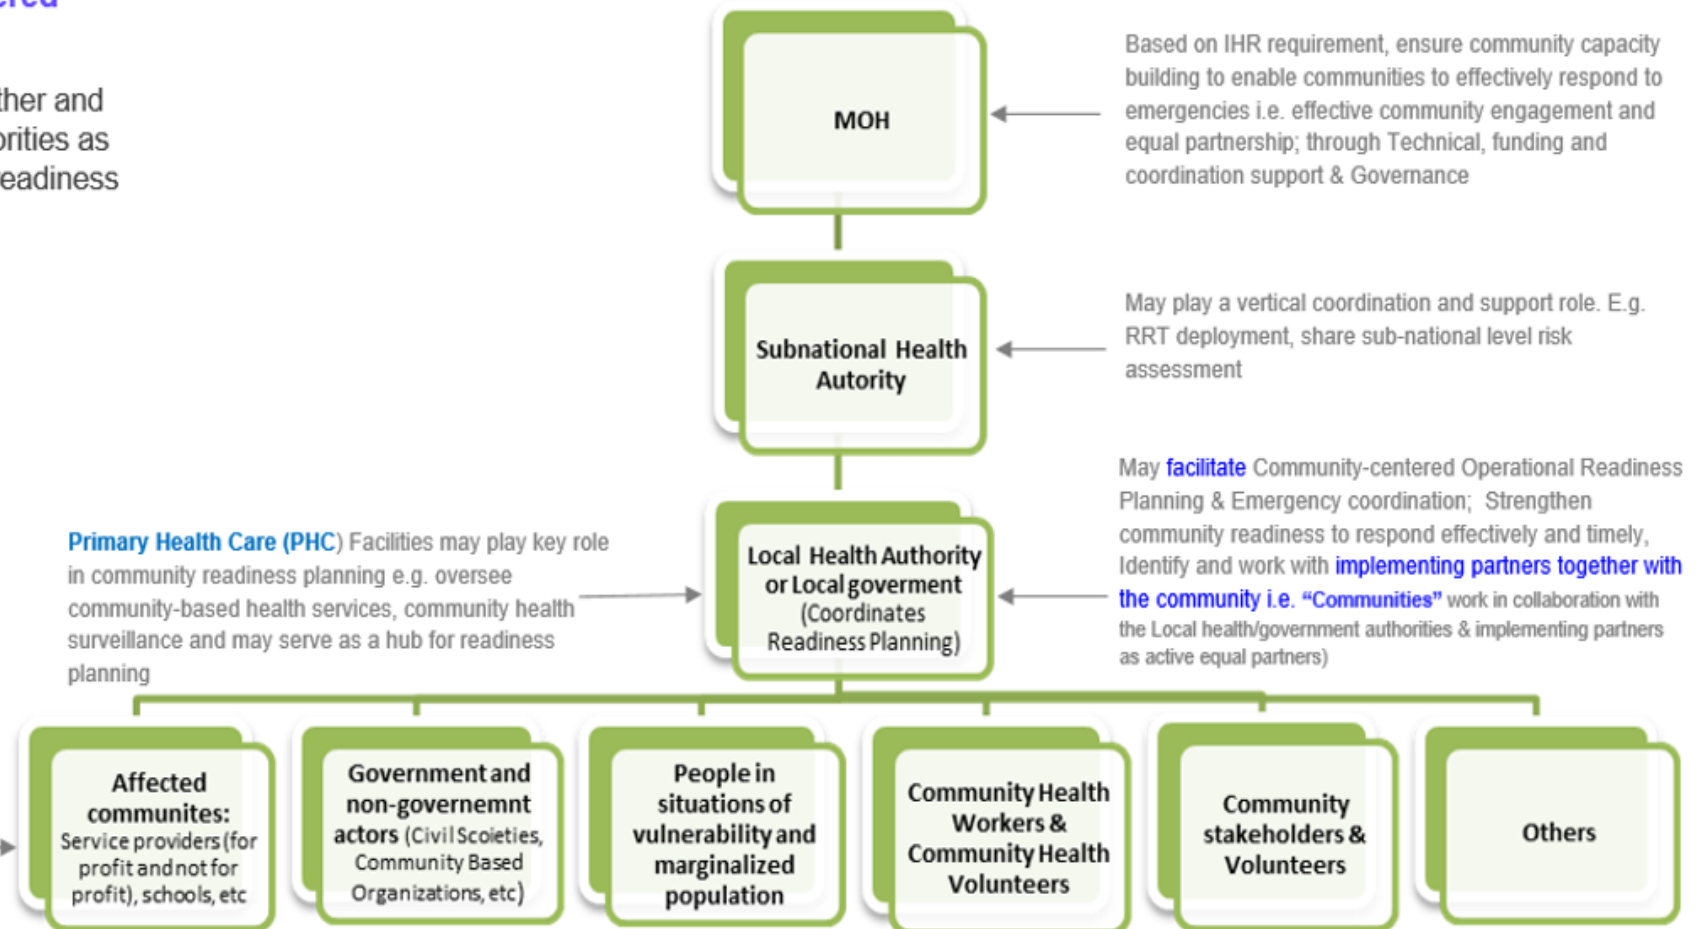 ered
ther and
orities as
readiness
MOH
Based on IHR requirement, ensure community capacity
building to enable communities to effectively respond to
emergencies i.e. effective community engagement and
equal partnership; through Technical, funding and
coordination support & Governance
Subnational Health
Autority
May play a vertical coordination and support role. E.g.
RRT deployment, share sub-national level risk
assessment
Primary Health Care (PHC) Facilities may play key role
in community readiness planning e.g. oversee
community-based health services, community health
surveillance and may serve as a hub for readiness
planning
Local Health Authority
or Local goverment
(Coordinates
Readiness Planning)
May facilitate Community-centered Operational Readiness
Planning & Emergency coordination; Strengthen
community readiness to respond effectively and timely,
Identify and work with implementing partners together with
the community i.e. “Communities” work in collaboration with
the Local health/government authorities & implementing partners
as active equal partners)
Affected
communites:
Service providers (for
profit and not for
profit), schools, etc
Government and
non-governemnt
actors (Civil Scoieties,
Community Based
Organizations, etc)
People in
situations of
vulnerability and
marginalized
population
Community Health
Workers &
Community Health
Volunteers
Community
stakeholders &
Volunteers
Others